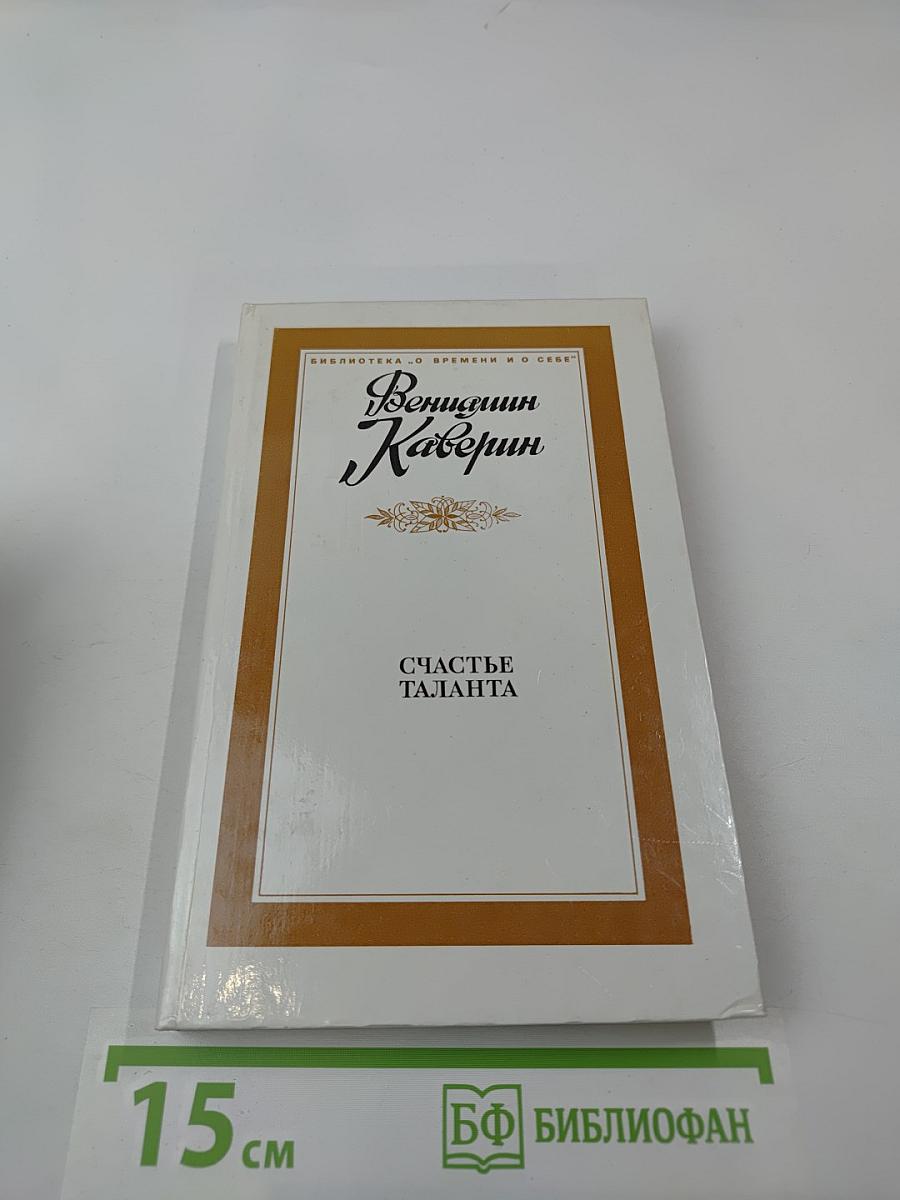 БИБЛИОТЕКА „О ВРЕМЕНИ И О СЕБЕ"
Вениамин
Каверин
СЧАСТЬЕ
ТАЛАНТА
15 см
БФ БИБЛИОФАН